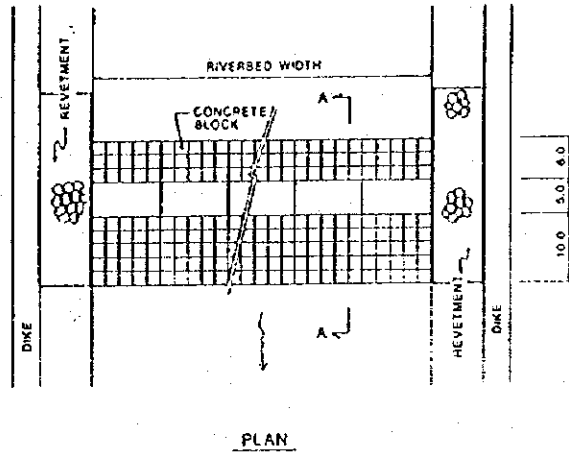 RIVERBED WIDTH
REVETMENT
A
CONCRETE
BLOCK
6.0
5.0
10.0
A
REVETMENT
DIKE
DIKE
PLAN